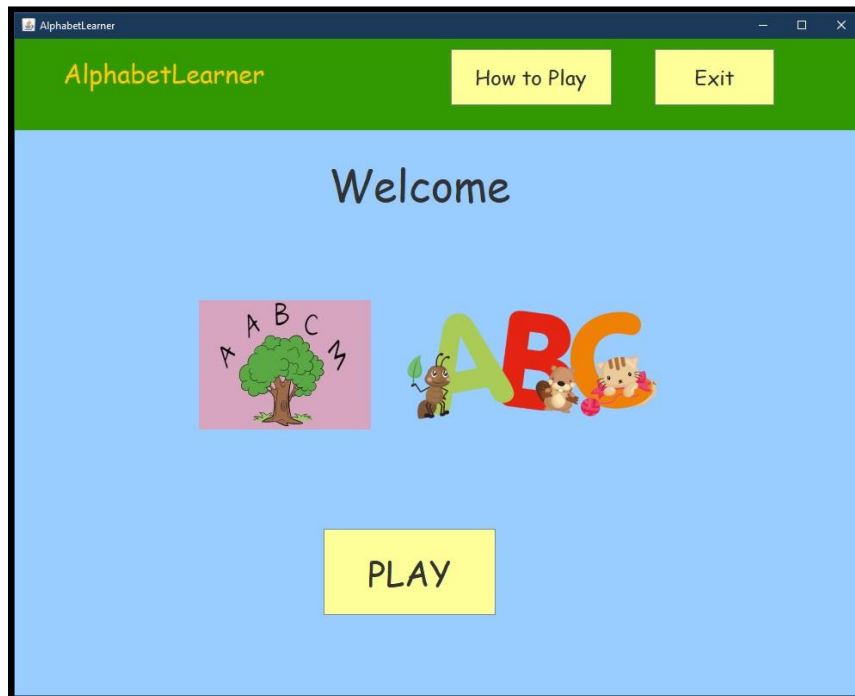 AlphabetLearner
AlphabetLearner
How to Play
Exit
Welcome
A A B C M
ABC
PLAY